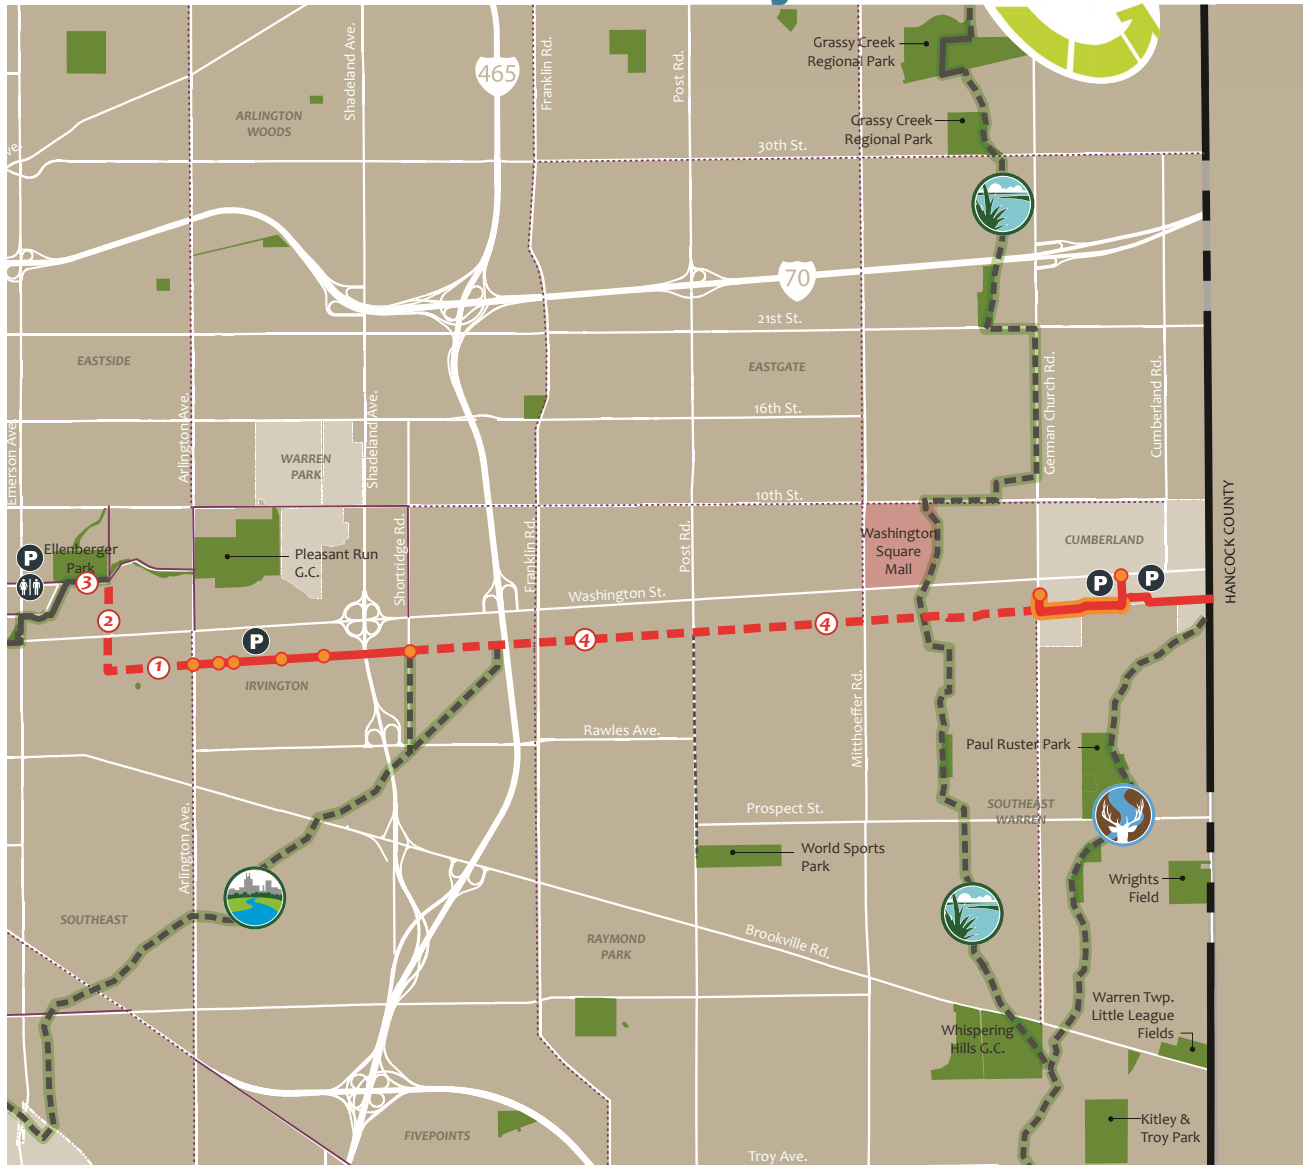 Grassy Creek
Regional Park
Shadeland Ave.
465
Franklin Rd.
Post Rd.
ARLINGTON
WOODS
Grassy Creek
Regional Park
30th St.
ve.
70
21st St.
EASTSIDE
EASTGATE
German Church Rd.
Cumberland Rd.
Emerson Ave.
Arlington Ave.
Shadeland Ave.
16th St.
WARREN
PARK
10th St.
HANCOCK COUNTY
P
Ellenberger
Park
3
Pleasant Run
G.C.
Shortridge Rd.
Franklin Rd.
Post Rd.
Washington
Square
Mall
CUMBERLAND
P
P
Washington St.
2
4
4
P
1
IRVINGTON
Mitthoeffer Rd.
Rawles Ave.
Paul Ruster Park
Arlington Ave.
Prospect St.
SOUTHEAST
WARREN
World Sports
Park
Wrights
Field
SOUTHEAST
RAYMOND
PARK
Brookville Rd.
Warren Twp.
Little League
Fields
Whispering
Hills G.C.
FIVEPOINTS
Kitley &
Troy Park
Troy Ave.